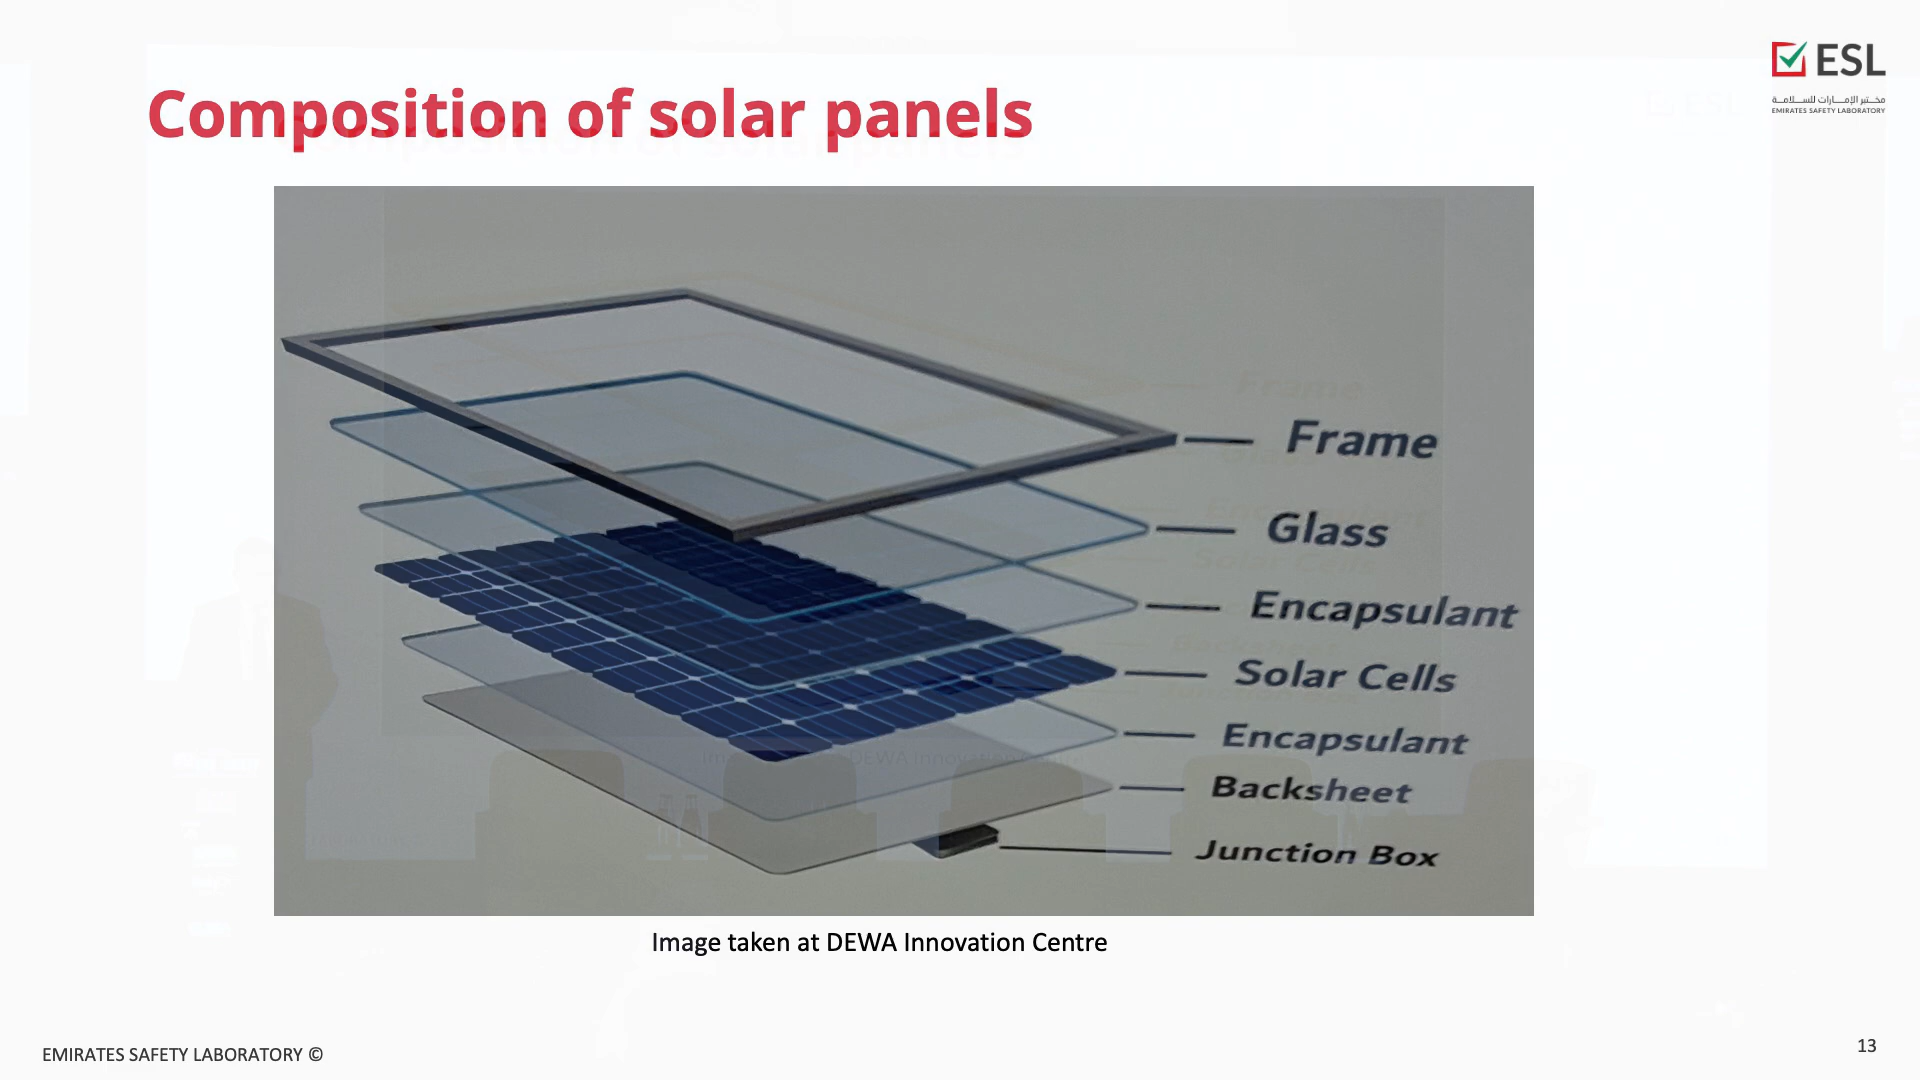 Composition of solar panels
ESL
مختبر الإمارات للسلامة
EMIRATES SAFETY LABORATORY
Frame
Glass
Encapsulant
Solar Cells
Encapsulant
Backsheet
Junction Box
Image taken at DEWA Innovation Centre
EMIRATES SAFETY LABORATORY ©
13